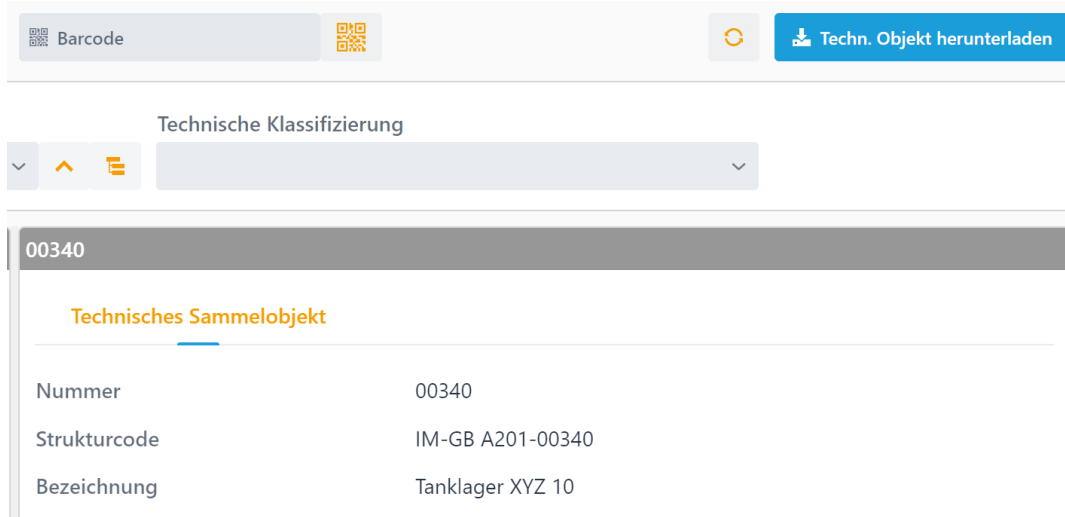 Barcode
Techn. Objekt herunterladen
Technische Klassifizierung
00340
Technisches Sammelobjekt
Nummer 00340
Strukturcode IM-GB A201-00340
Bezeichnung Tanklager XYZ 10